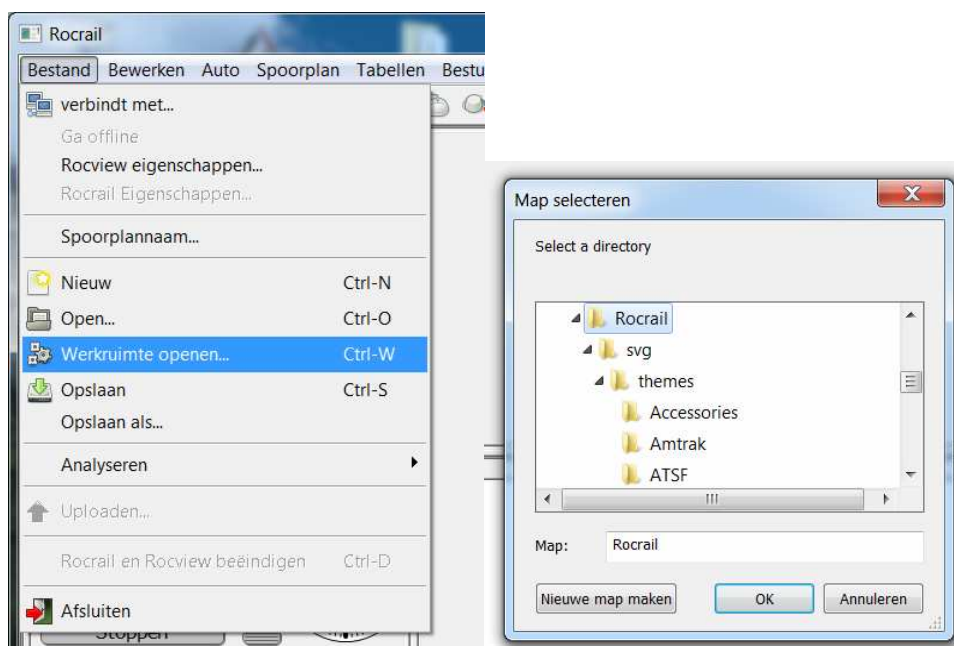 Rocrail
Bestand Bewerken Auto Spoorplan Tabellen Bestu
verbindt met...
Ga offline
Rocview eigenschappen...
Rocrail Eigenschappen...
Spoorplannaam...
Nieuw Ctrl-N
Open... Ctrl-O
Werkruimte openen... Ctrl-W
Opslaan Ctrl-S
Opslaan als...
Analyseren
Uploaden...
Rocrail en Rocview beëindigen Ctrl-D
Afsluiten
Stoppen
Map selecteren
Select a directory
Rocrail
svg
themes
Accessories
Amtrak
ATSF
Map: Rocrail
Nieuwe map maken OK Annuleren